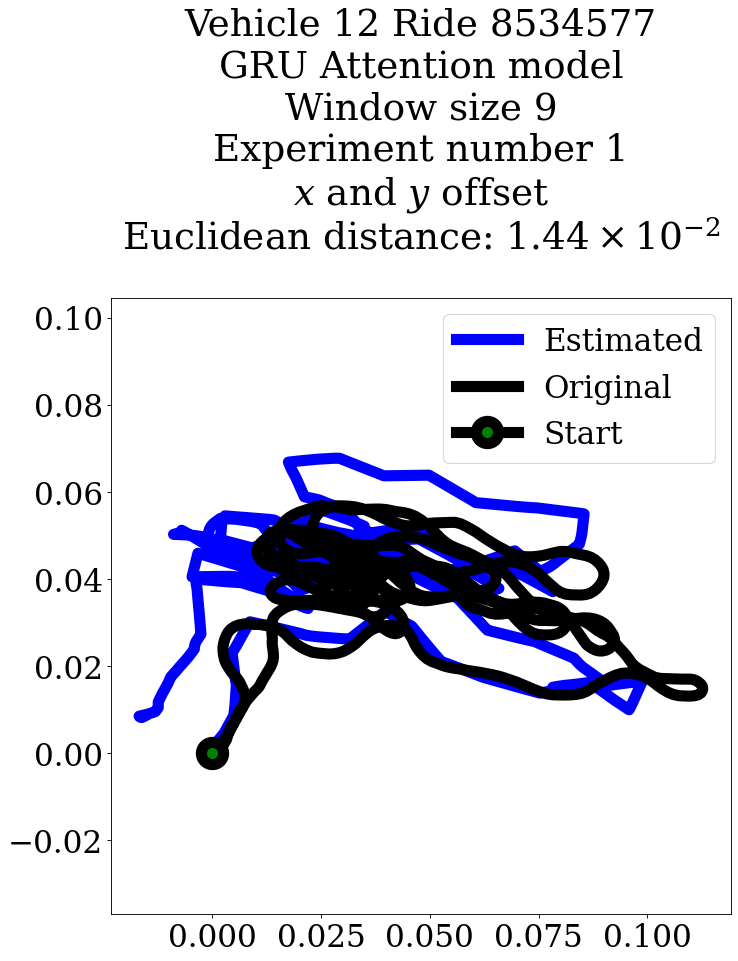 Vehicle 12 Ride 8534577
GRU Attention model
Window size 9
Experiment number 1
x and y offset
Euclidean distance: 1.44 × 10⁻²
Estimated
Original
Start
0.10
0.08
0.06
0.04
0.02
0.00
−0.02
0.000 0.025 0.050 0.075 0.100